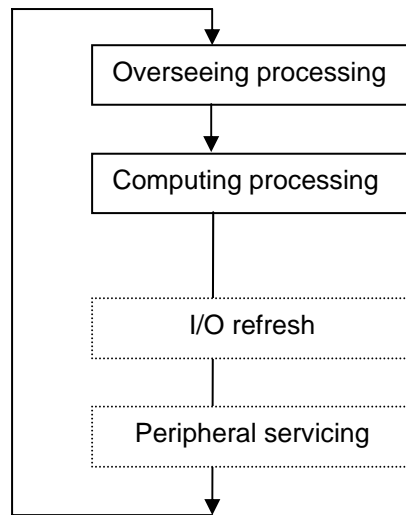 Overseeing processing
Computing processing
I/O refresh
Peripheral servicing